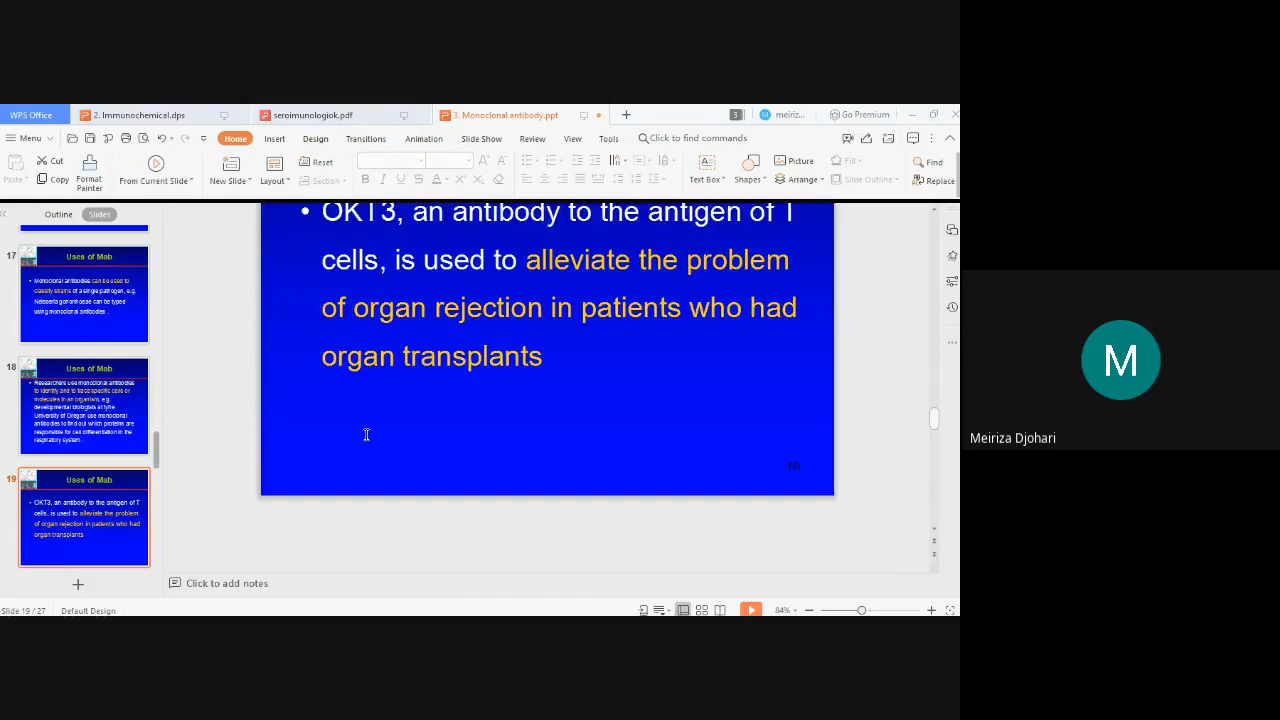 WPS Office
2. Immunochemical.dps
seroimunologiok.pdf
3. Monoclonal antibody.ppt
3
meiriz...
Go Premium
Menu
Home
Insert
Design
Transitions
Animation
Slide Show
Review
View
Tools
Click to find commands
Paste
Cut
Copy
Format
Painter
From Current Slide
New Slide
Layout
Reset
Section
B I U S A X² X₂
Text Box
Shapes
Picture
Arrange
Fill
Slide Outline
Find
Replace
Outline
Slides
17
Uses of Mab
• Monoclonal antibodies can be used to
classify strains of a single pathogen, e.g.
Neisseria gonorrhoeae can be typed
using monoclonal antibodies .
18
Uses of Mab
• Researchers use monoclonal antibodies
to identify and to trace specific cells or
molecules in an organism, e.g.
developmental biologists at tyhe
University of Oregon use monoclonal
antibodies to find out which proteins are
responsible for cell differentiation in the
respiratory system .
19
Uses of Mab
• OKT3, an antibody to the antigen of T
cells, is used to alleviate the problem
of organ rejection in patients who had
organ transplants
• OKT3, an antibody to the antigen of T
cells, is used to alleviate the problem
of organ rejection in patients who had
organ transplants
Click to add notes
Slide 19 / 27
Default Design
84%
M
Meiriza Djohari